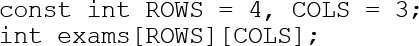 const int ROWS = 4, COLS = 3;
int exams[ROWS][COLS];